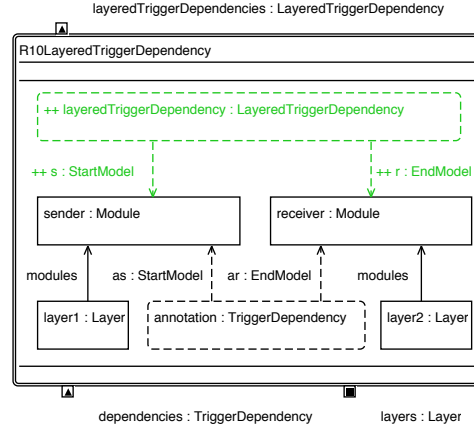 layeredTriggerDependencies : LayeredTriggerDependency
R10LayeredTriggerDependency
++ layeredTriggerDependency : LayeredTriggerDependency
++ s : StartModel
++ r : EndModel
sender : Module
receiver : Module
modules
as : StartModel
ar : EndModel
modules
layer1 : Layer
annotation : TriggerDependency
layer2 : Layer
dependencies : TriggerDependency
layers : Layer